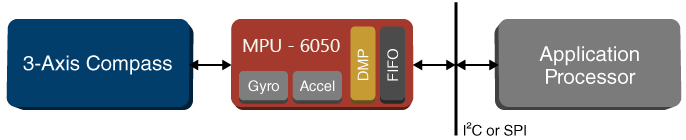 3-Axis Compass
MPU - 6050
Gyro
Accel
DMP
FIFO
Application
Processor
I²C or SPI